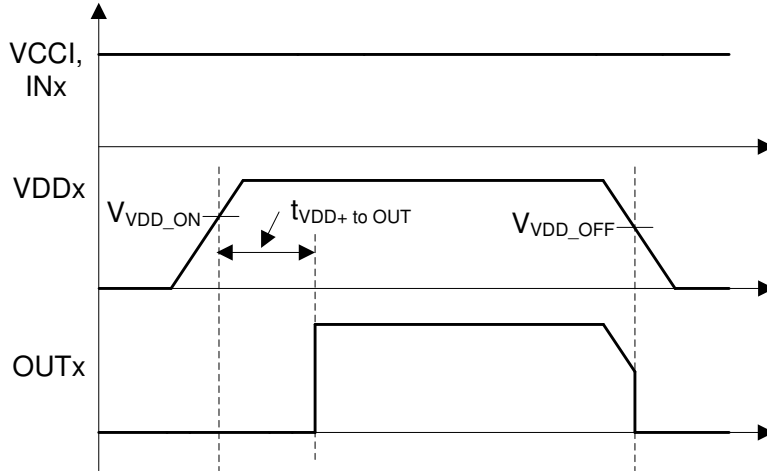 VCCI,
INx
VDDx
VVDD_ON
tVDD+ to OUT
VVDD_OFF
OUTx